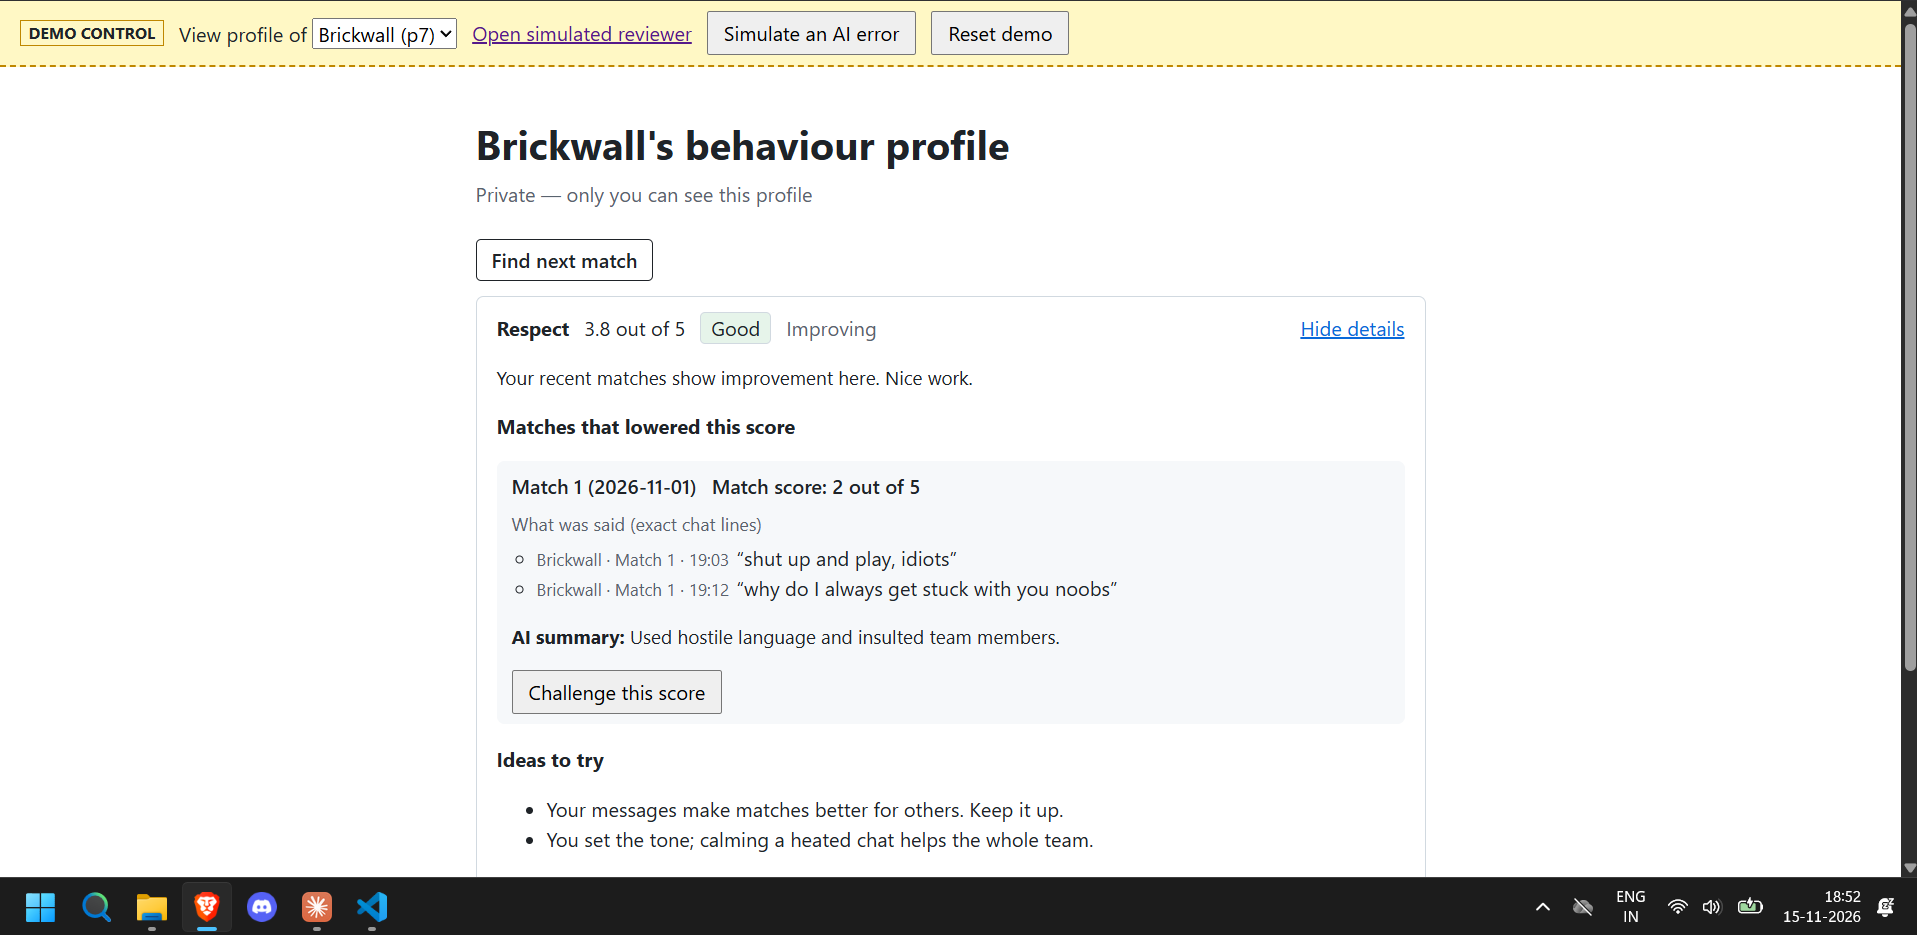 DEMO CONTROL View profile of Brickwall (p7) Open simulated reviewer Simulate an AI error Reset demo
Brickwall's behaviour profile
Private — only you can see this profile
Find next match
Respect 3.8 out of 5 Good Improving Hide details
Your recent matches show improvement here. Nice work.
Matches that lowered this score
Match 1 (2026-11-01) Match score: 2 out of 5
What was said (exact chat lines)
Brickwall · Match 1 · 19:03 “shut up and play, idiots”
Brickwall · Match 1 · 19:12 “why do I always get stuck with you noobs”
AI summary: Used hostile language and insulted team members.
Challenge this score
Ideas to try
Your messages make matches better for others. Keep it up.
You set the tone; calming a heated chat helps the whole team.
ENG 18:52
IN 15-11-2026